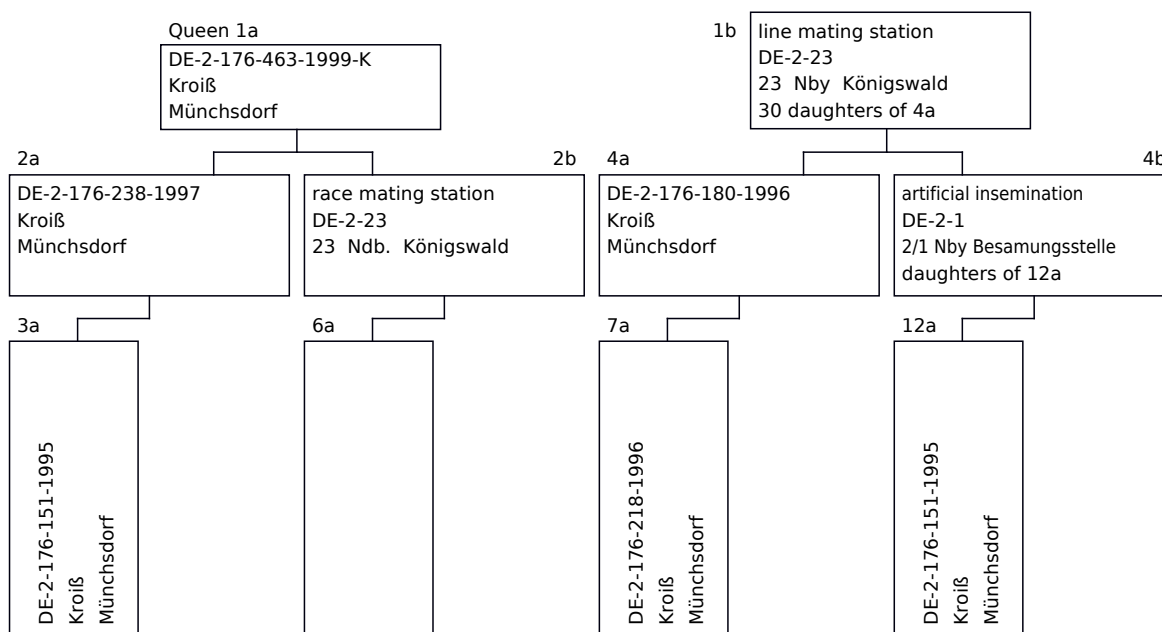 Queen 1a
DE-2-176-463-1999-K
Kroiß
Münchsdorf
1b
line mating station
DE-2-23
23 Nby Königswald
30 daughters of 4a
2a
DE-2-176-238-1997
Kroiß
Münchsdorf
2b
race mating station
DE-2-23
23 Ndb. Königswald
4a
DE-2-176-180-1996
Kroiß
Münchsdorf
4b
artificial insemination
DE-2-1
2/1 Nby Besamungsstelle
daughters of 12a
3a
DE-2-176-151-1995
Kroiß
Münchsdorf
6a
7a
DE-2-176-218-1996
Kroiß
Münchsdorf
12a
DE-2-176-151-1995
Kroiß
Münchsdorf